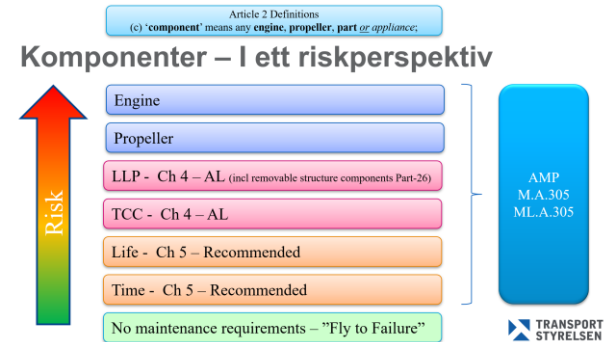 Article 2 Definitions
(c) ‘component’ means any engine, propeller, part or appliance;
Komponenter – I ett riskperspektiv
Risk
Engine
Propeller
LLP - Ch 4 – AL (incl removable structure components Part-26)
TCC - Ch 4 – AL
Life - Ch 5 – Recommended
Time - Ch 5 – Recommended
No maintenance requirements – ”Fly to Failure”
AMP
M.A.305
ML.A.305
TRANSPORT
STYRELSEN